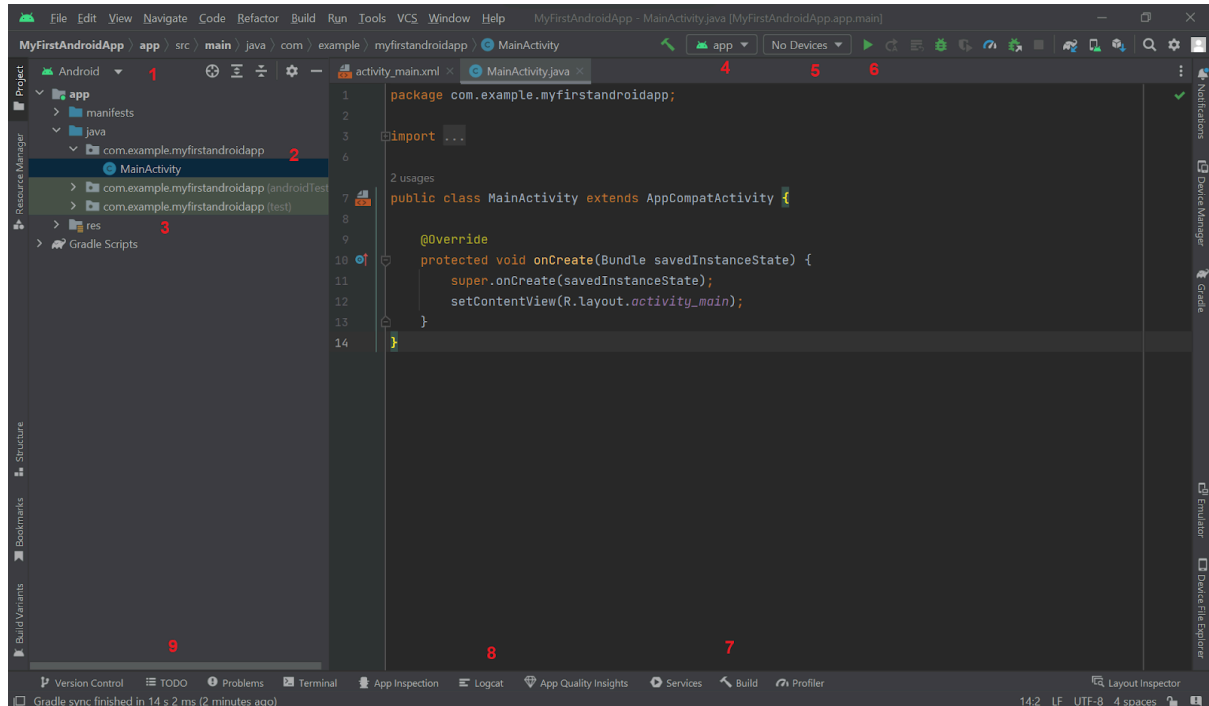 File Edit View Navigate Code Refactor Build Run Tools VCS Window Help MyFirstAndroidApp - MainActivity.java [MyFirstAndroidApp.app.main]
MyFirstAndroidApp app src main java com example myfirstandroidapp MainActivity app No Devices
4 5 6
Project
Resource Manager
Structure
Bookmarks
Build Variants
Android 1
app
manifests
java
com.example.myfirstandroidapp 2
MainActivity
com.example.myfirstandroidapp (androidTest
com.example.myfirstandroidapp (test)
res 3
Gradle Scripts
9
activity_main.xml MainActivity.java
1 package com.example.myfirstandroidapp;
2
3 import ...
6
2 usages
7 public class MainActivity extends AppCompatActivity {
8
9 @Override
10 protected void onCreate(Bundle savedInstanceState) {
11 super.onCreate(savedInstanceState);
12 setContentView(R.layout.activity_main);
13 }
14 }
8 7
Notifications
Device Manager
Gradle
Emulator
Device File Explorer
Version Control TODO Problems Terminal App Inspection Logcat App Quality Insights Services Build Profiler Layout Inspector
Gradle sync finished in 14 s 2 ms (2 minutes ago) 14:2 LF UTF-8 4 spaces